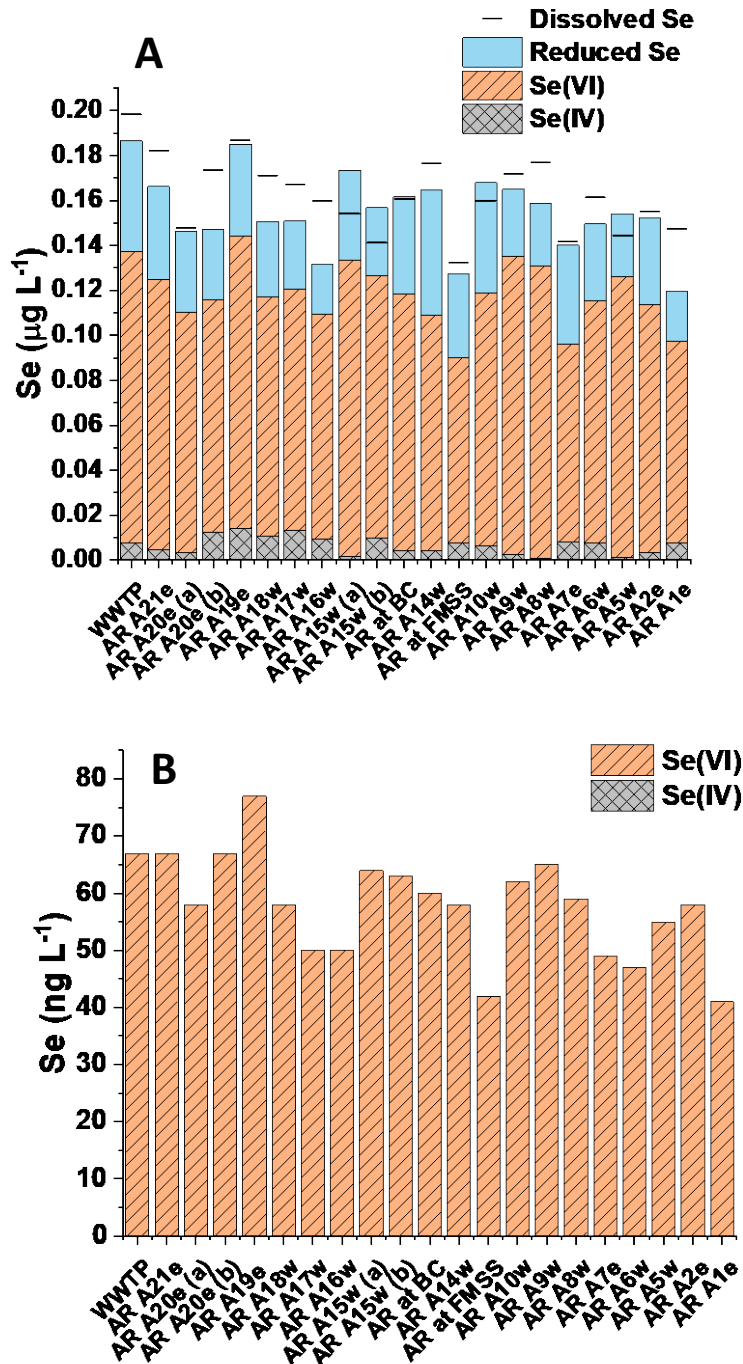 A
Dissolved Se
Reduced Se
Se(VI)
Se(IV)
Se (µg L⁻¹)
0.20
0.18
0.16
0.14
0.12
0.10
0.08
0.06
0.04
0.02
0.00
WWTP
AR A21e
AR A20e (a)
AR A20e (b)
AR A19e
AR A18w
AR A17w
AR A16w
AR A15w (a)
AR A15w (b)
AR at BC
AR A14w
AR at FMSS
AR A10w
AR A9w
AR A8w
AR A7e
AR A6w
AR A5w
AR A2e
AR A1e
B
Se(VI)
Se(IV)
Se (ng L⁻¹)
80
70
60
50
40
30
20
10
0
WWTP
AR A21e
AR A20e (a)
AR A20e (b)
AR A19e
AR A18w
AR A17w
AR A16w
AR A15w (a)
AR A15w (b)
AR at BC
AR A14w
AR at FMSS
AR A10w
AR A9w
AR A8w
AR A7e
AR A6w
AR A5w
AR A2e
AR A1e